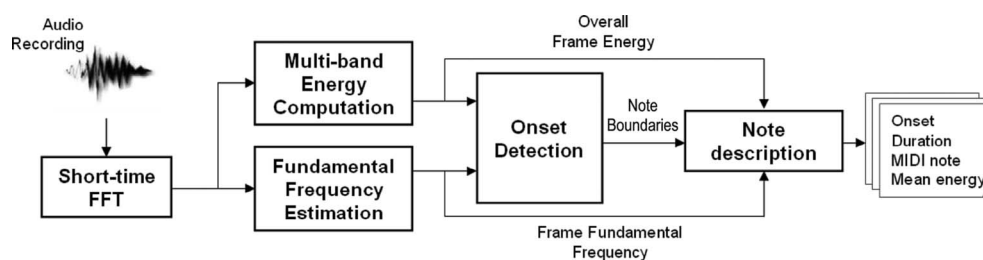 Audio
Recording
Short-time
FFT
Multi-band
Energy
Computation
Fundamental
Frequency
Estimation
Overall
Frame Energy
Onset
Detection
Note
Boundaries
Frame Fundamental
Frequency
Note
description
Onset
Duration
MIDI note
Mean energy